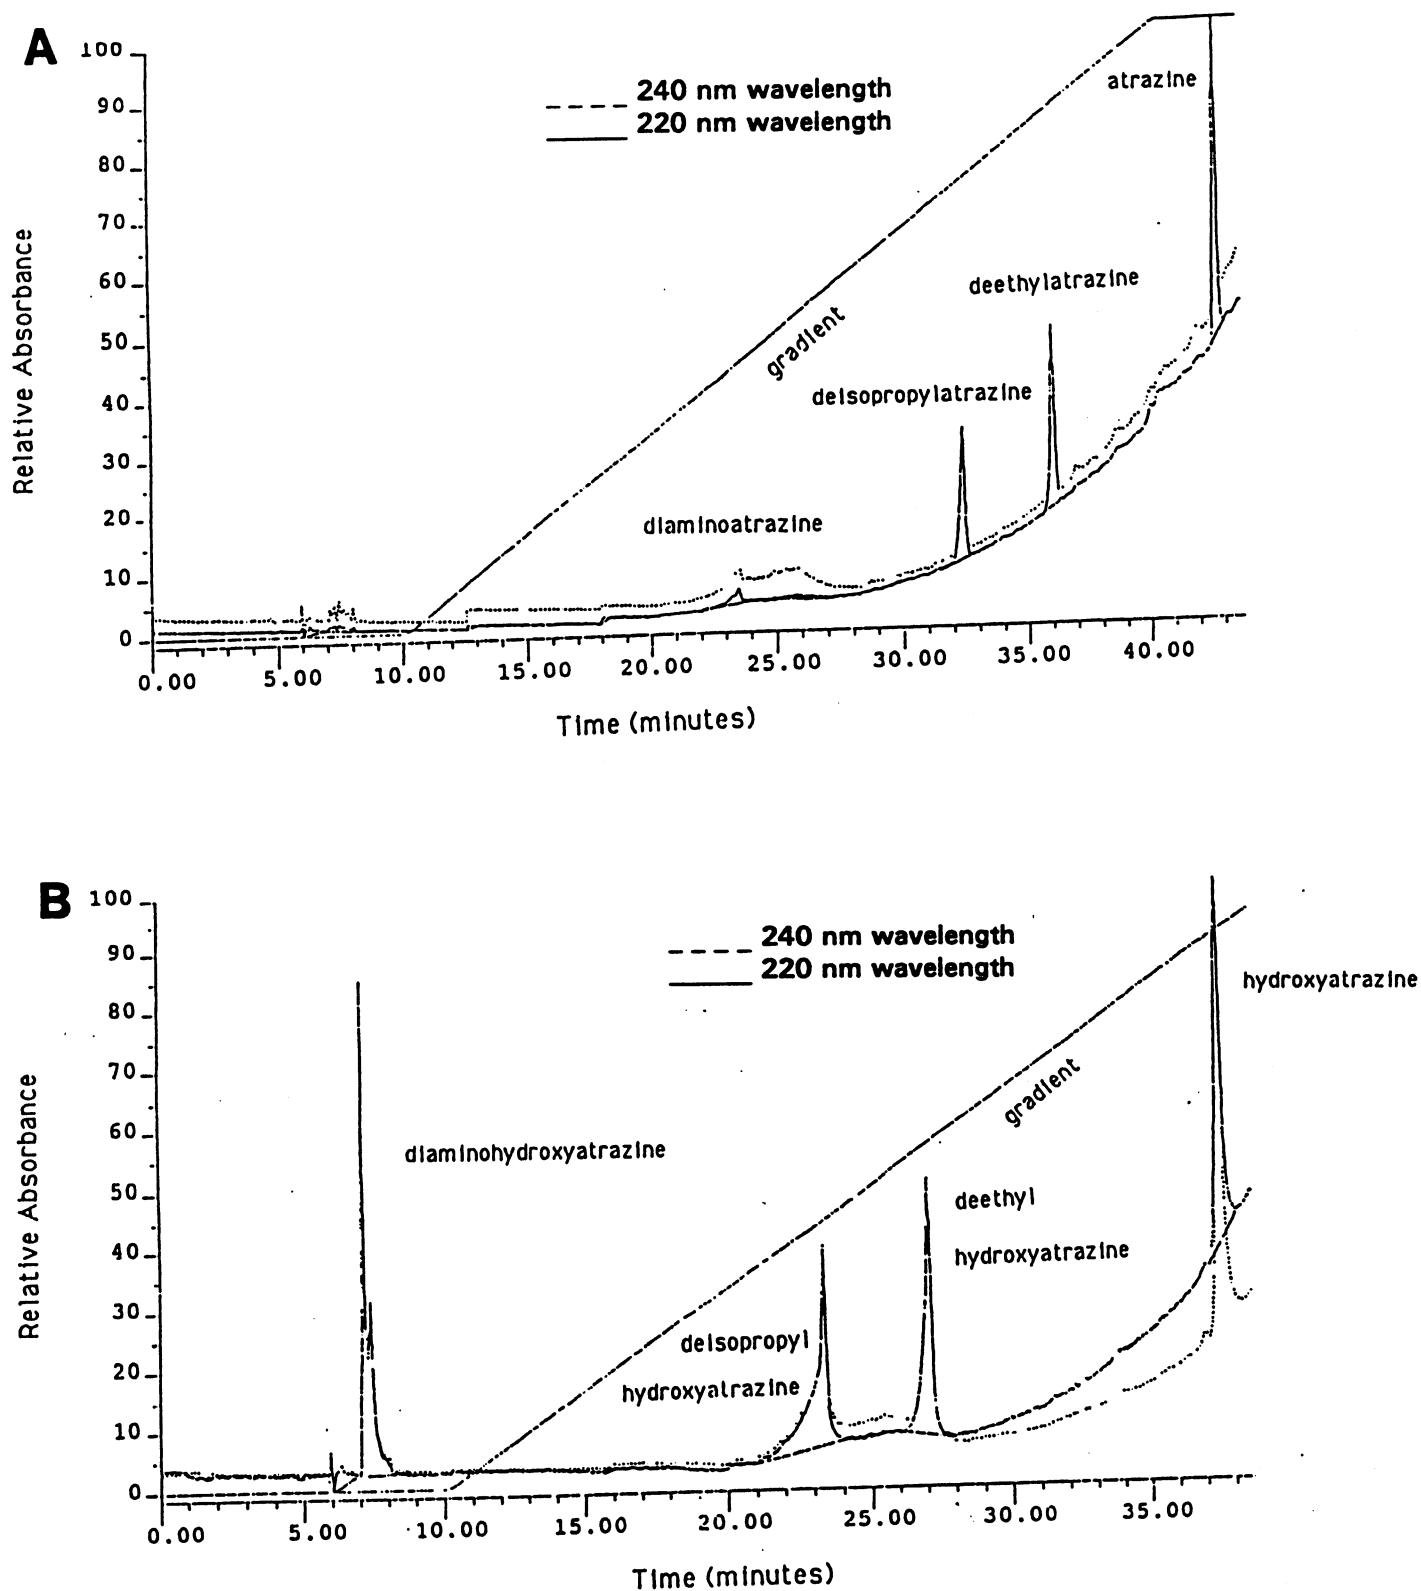 A
100
90
80
70
60
50
40
30
20
10
0
Relative Absorbance
240 nm wavelength
220 nm wavelength
atrazine
deethylatrazine
gradient
deisopropylatrazine
diaminoatrazine
0.00 5.00 10.00 15.00 20.00 25.00 30.00 35.00 40.00
Time (minutes)
B
100
90
80
70
60
50
40
30
20
10
0
Relative Absorbance
240 nm wavelength
220 nm wavelength
hydroxyatrazine
gradient
diaminohydroxyatrazine
deethyl
hydroxyatrazine
deisopropyl
hydroxyatrazine
0.00 5.00 10.00 15.00 20.00 25.00 30.00 35.00
Time (minutes)